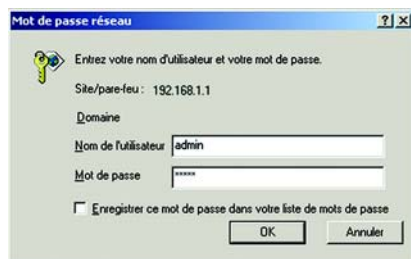 Mot de passe réseau
Entrez votre nom d'utilisateur et votre mot de passe.
Site/pare-feu : 192.168.1.1
Domaine
Nom de l'utilisateur admin
Mot de passe *****
Enregistrer ce mot de passe dans votre liste de mots de passe
OK Annuler